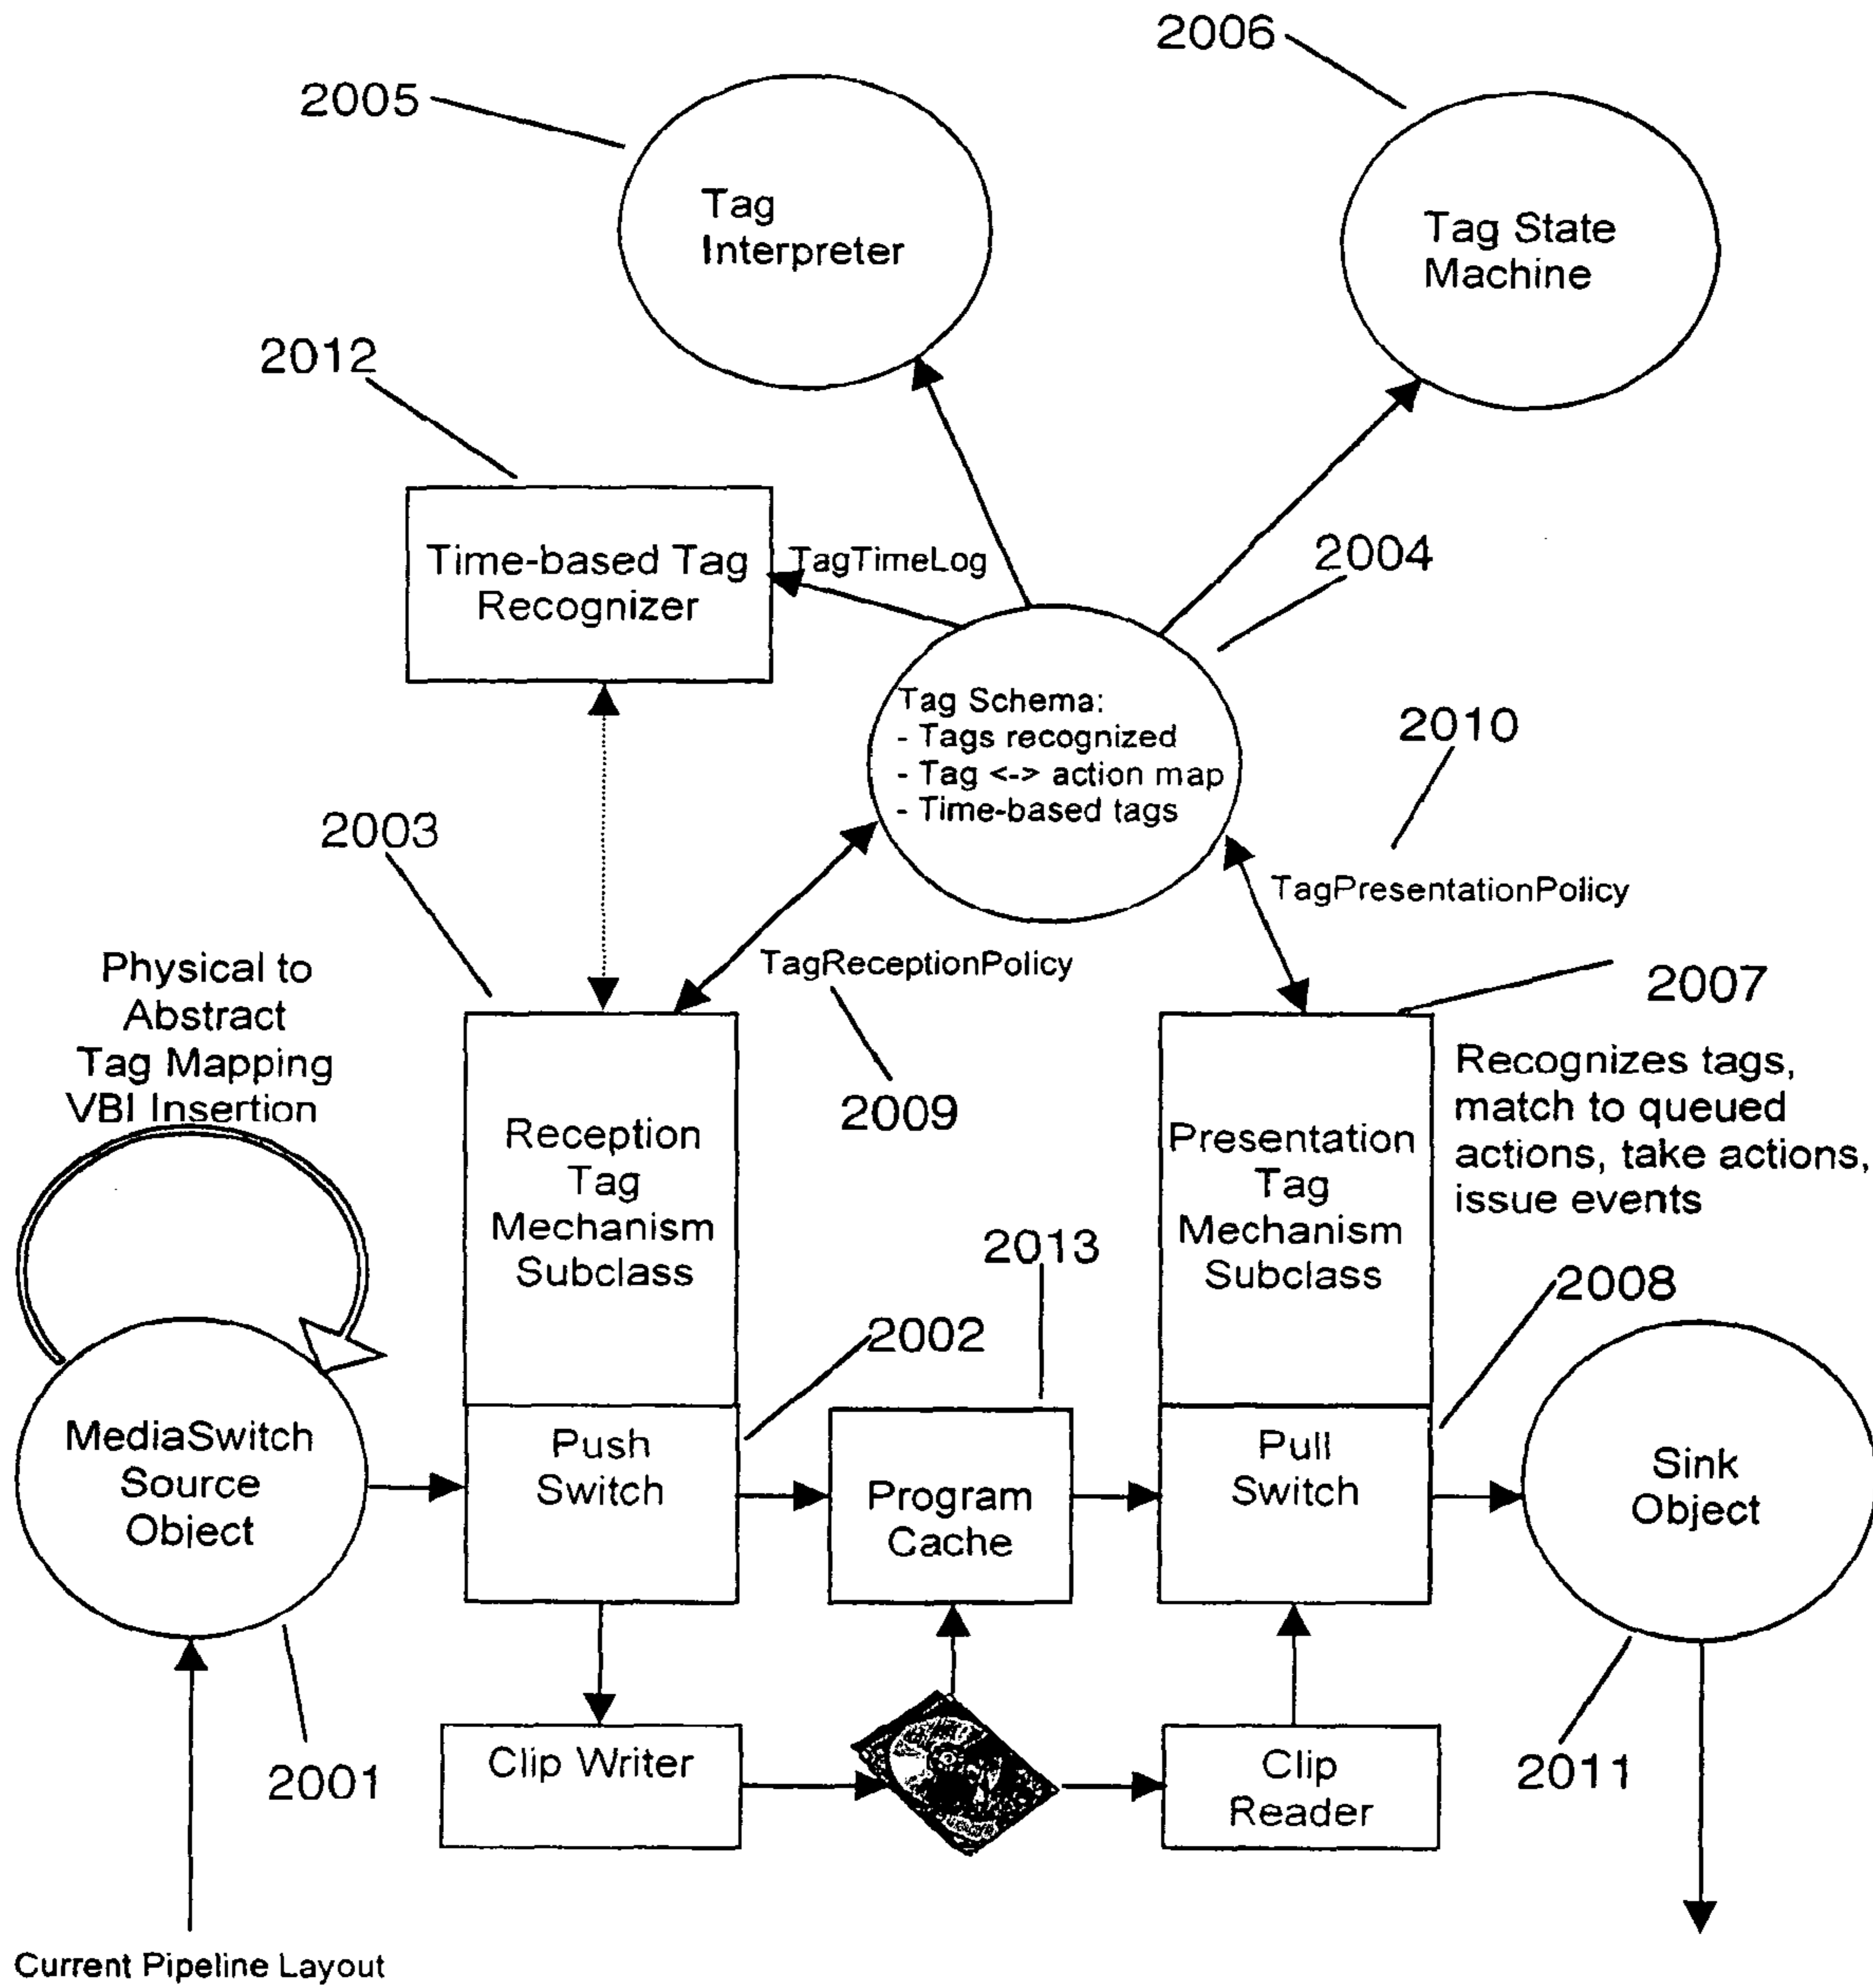 2006
2005
Tag
Interpreter
Tag State
Machine
2012
2004
Time-based Tag
Recognizer
TagTimeLog
Tag Schema:
- Tags recognized
- Tag <-> action map
- Time-based tags
2010
2003
TagPresentationPolicy
TagReceptionPolicy
Physical to
Abstract
Tag Mapping
VBI Insertion
2007
2009
Recognizes tags,
match to queued
actions, take actions,
issue events
Reception
Tag
Mechanism
Subclass
Presentation
Tag
Mechanism
Subclass
2013
2008
2002
MediaSwitch
Source
Object
Push
Switch
Program
Cache
Pull
Switch
Sink
Object
2001
Clip Writer
Clip
Reader
2011
Current Pipeline Layout